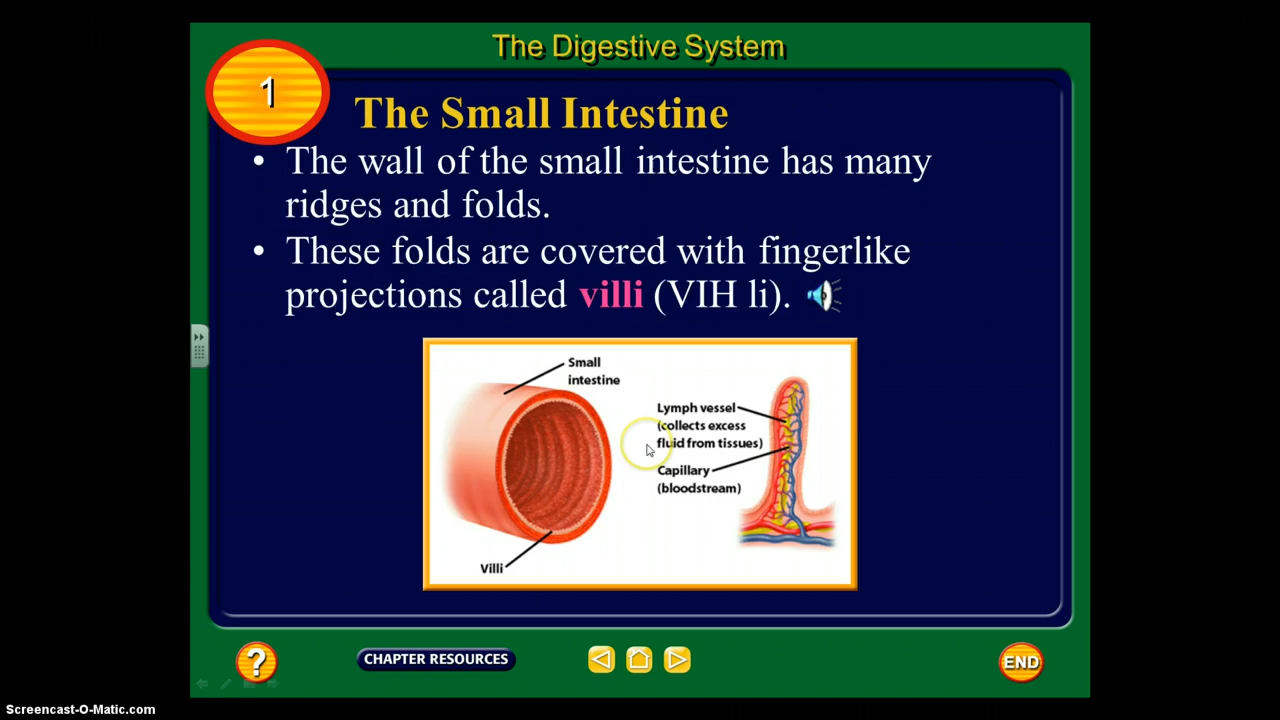 The Digestive System
1
The Small Intestine
• The wall of the small intestine has many
ridges and folds.
• These folds are covered with fingerlike
projections called villi (VIH li).
Small
intestine
Villi
Lymph vessel
(collects excess
fluid from tissues)
Capillary
(bloodstream)
?
CHAPTER RESOURCES
END
Screencast-O-Matic.com